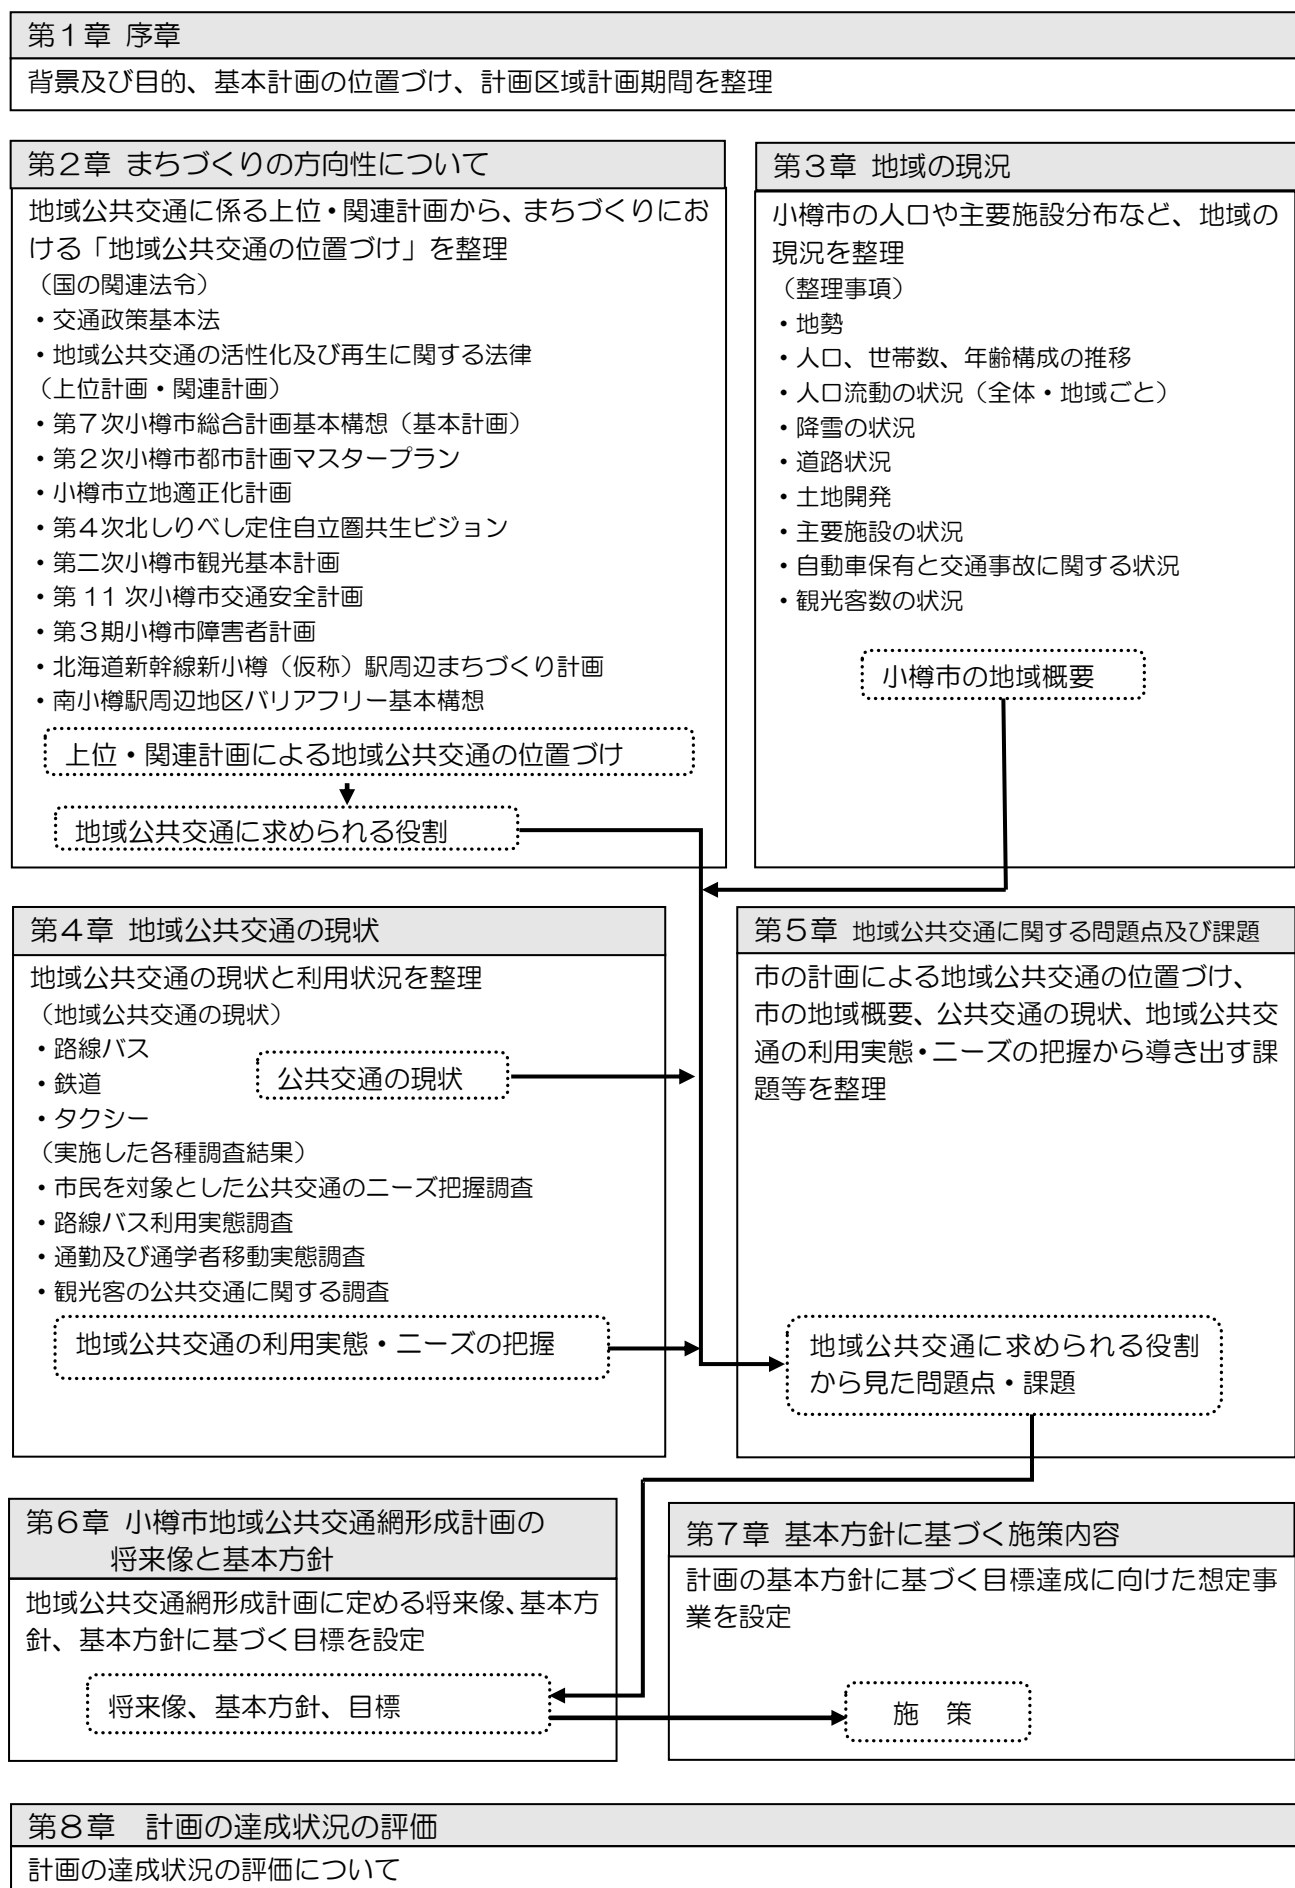 第1章 序章
背景及び目的、基本計画の位置づけ、計画区域計画期間を整理
第2章 まちづくりの方向性について
地域公共交通に係る上位・関連計画から、まちづくりにお
ける「地域公共交通の位置づけ」を整理
（国の関連法令）
・交通政策基本法
・地域公共交通の活性化及び再生に関する法律
（上位計画・関連計画）
・第7次小樽市総合計画基本構想（基本計画）
・第2次小樽市都市計画マスタープラン
・小樽市立地適正化計画
・第4次北しりべし定住自立圏共生ビジョン
・第二次小樽市観光基本計画
・第 11 次小樽市交通安全計画
・第3期小樽市障害者計画
・北海道新幹線新小樽（仮称）駅周辺まちづくり計画
・南小樽駅周辺地区バリアフリー基本構想
上位・関連計画による地域公共交通の位置づけ
地域公共交通に求められる役割
第3章 地域の現況
小樽市の人口や主要施設分布など、地域の
現況を整理
（整理事項）
・地勢
・人口、世帯数、年齢構成の推移
・人口流動の状況（全体・地域ごと）
・降雪の状況
・道路状況
・土地開発
・主要施設の状況
・自動車保有と交通事故に関する状況
・観光客数の状況
小樽市の地域概要
第4章 地域公共交通の現状
地域公共交通の現状と利用状況を整理
（地域公共交通の現状）
・路線バス
・鉄道
・タクシー
公共交通の現状
（実施した各種調査結果）
・市民を対象とした公共交通のニーズ把握調査
・路線バス利用実態調査
・通勤及び通学者移動実態調査
・観光客の公共交通に関する調査
地域公共交通の利用実態・ニーズの把握
第5章 地域公共交通に関する問題点及び課題
市の計画による地域公共交通の位置づけ、
市の地域概要、公共交通の現状、地域公共交
通の利用実態・ニーズの把握から導き出す課
題等を整理
地域公共交通に求められる役割
から見た問題点・課題
第6章 小樽市地域公共交通網形成計画の
将来像と基本方針
地域公共交通網形成計画に定める将来像、基本方
針、基本方針に基づく目標を設定
将来像、基本方針、目標
第7章 基本方針に基づく施策内容
計画の基本方針に基づく目標達成に向けた想定事
業を設定
施　策
第8章　計画の達成状況の評価
計画の達成状況の評価について